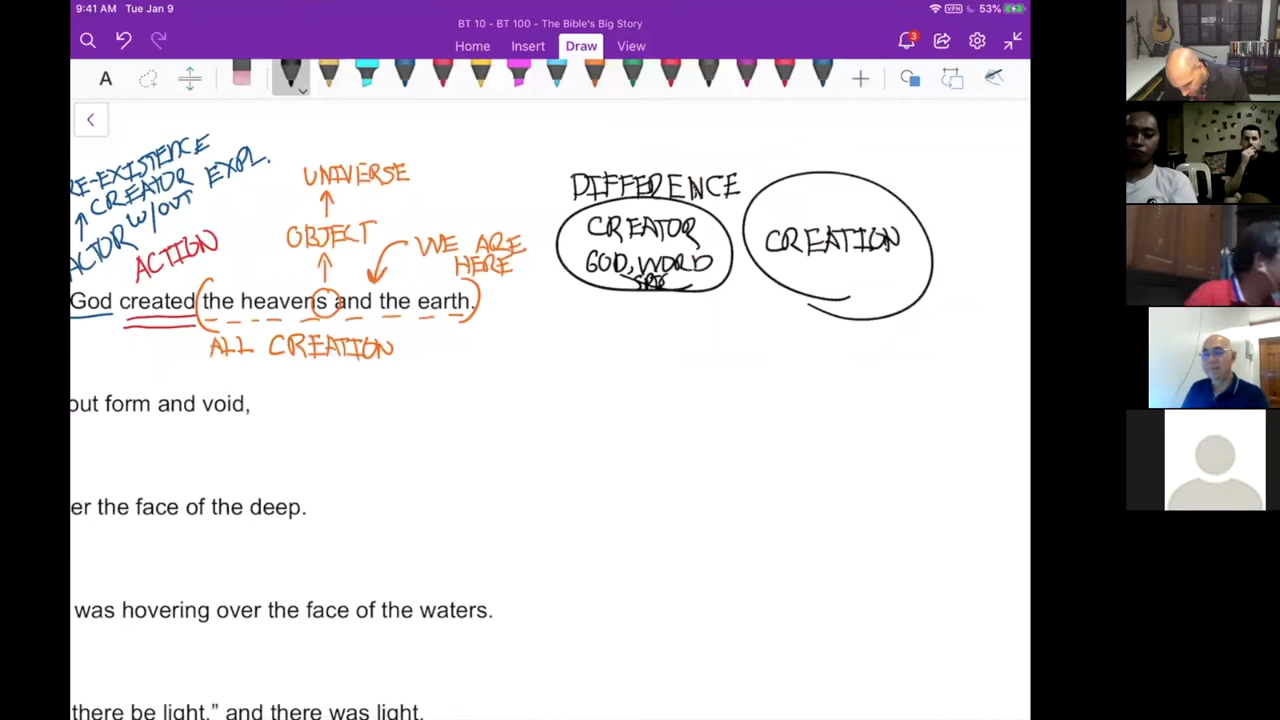 9:41 AM Tue Jan 9
VPN 53%
BT 10 - BT 100 - The Bible's Big Story
Home Insert Draw View
3
A
RE-EXISTENCE
CREATOR EXPL.
W/OUT
ACTOR
ACTION
UNIVERSE
OBJECT
WE ARE
HERE
God created (the heavens and the earth.)
ALL CREATION
DIFFERENCE
CREATOR
GOD, WORD
CREATION
out form and void,
er the face of the deep.
was hovering over the face of the waters.
there be light,” and there was light.